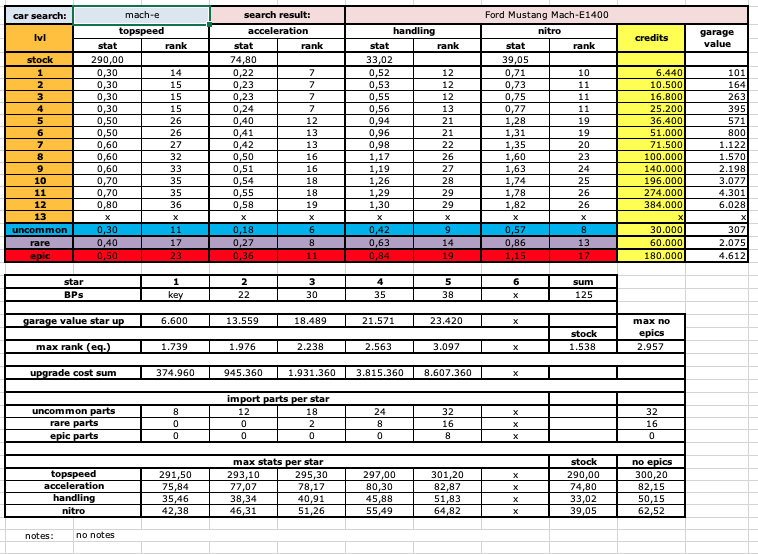 car search: mach-e search result: Ford Mustang Mach-E1400
lvl topspeed acceleration handling nitro credits garage value
stat rank stat rank stat rank stat rank
stock 290,00 74,80 33,02 39,05
1 0,30 14 0,22 7 0,52 12 0,71 10 6.440 101
2 0,30 15 0,23 7 0,53 12 0,73 11 10.500 164
3 0,30 15 0,23 7 0,55 12 0,75 11 16.800 263
4 0,30 15 0,24 7 0,56 13 0,77 11 25.200 395
5 0,50 26 0,40 12 0,94 21 1,28 19 36.400 571
6 0,50 26 0,41 13 0,96 21 1,31 19 51.000 800
7 0,60 27 0,42 13 0,98 22 1,35 20 71.500 1.122
8 0,60 32 0,50 16 1,17 26 1,60 23 100.000 1.570
9 0,60 33 0,51 16 1,19 27 1,63 24 140.000 2.198
10 0,70 35 0,54 18 1,26 28 1,74 25 196.000 3.077
11 0,70 35 0,55 18 1,29 29 1,78 26 274.000 4.301
12 0,80 36 0,58 19 1,30 29 1,82 26 384.000 6.028
13 x x x x x x x x x x
uncommon 0,30 11 0,18 6 0,42 9 0,57 8 30.000 307
rare 0,40 17 0,27 8 0,63 14 0,86 13 60.000 2.075
epic 0,50 23 0,36 11 0,84 19 1,15 17 180.000 4.612
star 1 2 3 4 5 6 sum
BPs key 22 30 35 38 x 125
garage value star up 6.600 13.559 18.489 21.571 23.420 x max no epics
stock
max rank (eq.) 1.739 1.976 2.238 2.563 3.097 x 1.538 2.957
upgrade cost sum 374.960 945.360 1.931.360 3.815.360 8.607.360 x
import parts per star
uncommon parts 8 12 18 24 32 x 32
rare parts 0 0 2 8 16 x 16
epic parts 0 0 0 0 8 x 0
max stats per star stock no epics
topspeed 291,50 293,10 295,30 297,00 301,20 x 290,00 300,20
acceleration 75,84 77,07 78,17 80,30 82,87 x 74,80 82,15
handling 35,46 38,34 40,91 45,88 51,83 x 33,02 50,15
nitro 42,38 46,31 51,26 55,49 64,82 x 39,05 62,52
notes: no notes